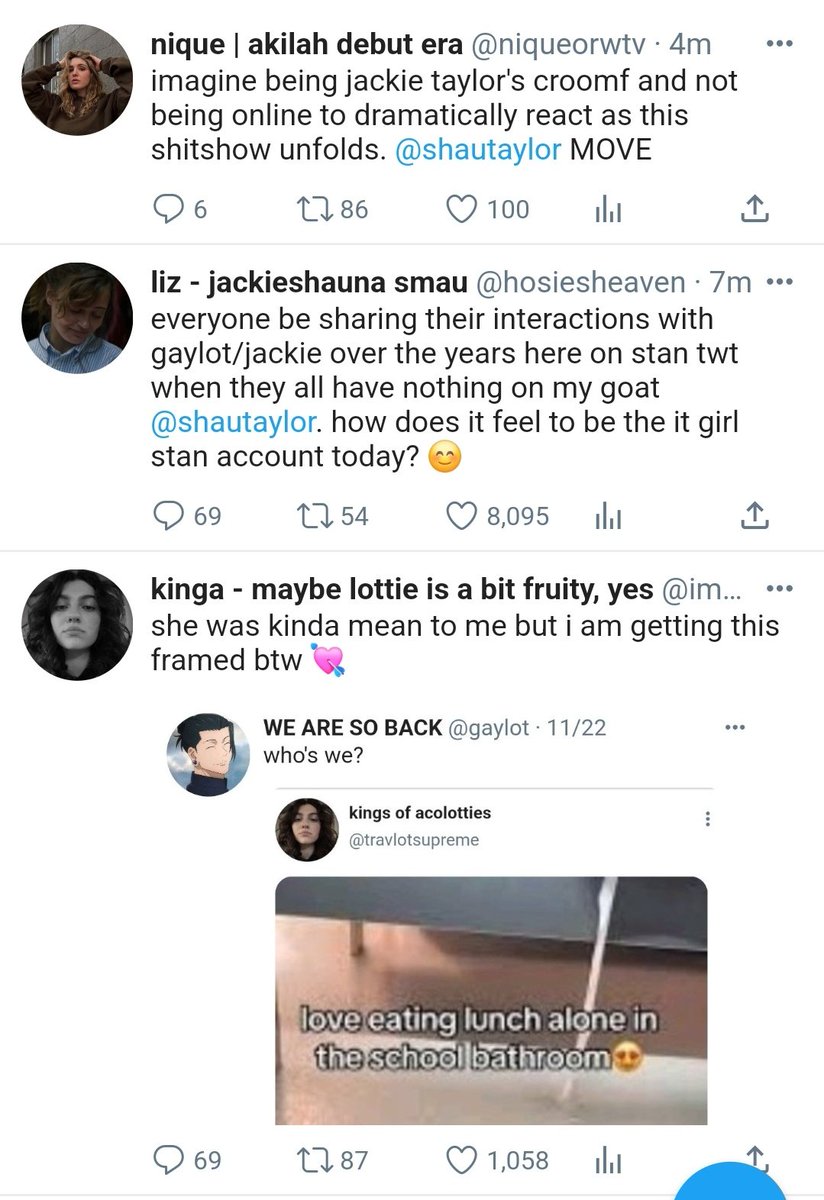 nique | akilah debut era @niqueorwtv · 4m
imagine being jackie taylor's croomf and not
being online to dramatically react as this
shitshow unfolds. @shautaylor MOVE
6 86 100
liz - jackieshauna smau @hosiesheaven · 7m
everyone be sharing their interactions with
gaylot/jackie over the years here on stan twt
when they all have nothing on my goat
@shautaylor. how does it feel to be the it girl
stan account today? 😊
69 54 8,095
kinga - maybe lottie is a bit fruity, yes @im...
she was kinda mean to me but i am getting this
framed btw 💘
WE ARE SO BACK @gaylot · 11/22
who's we?
kings of acolotties
@travlotsupreme
love eating lunch alone in
the school bathroom😍
69 87 1,058